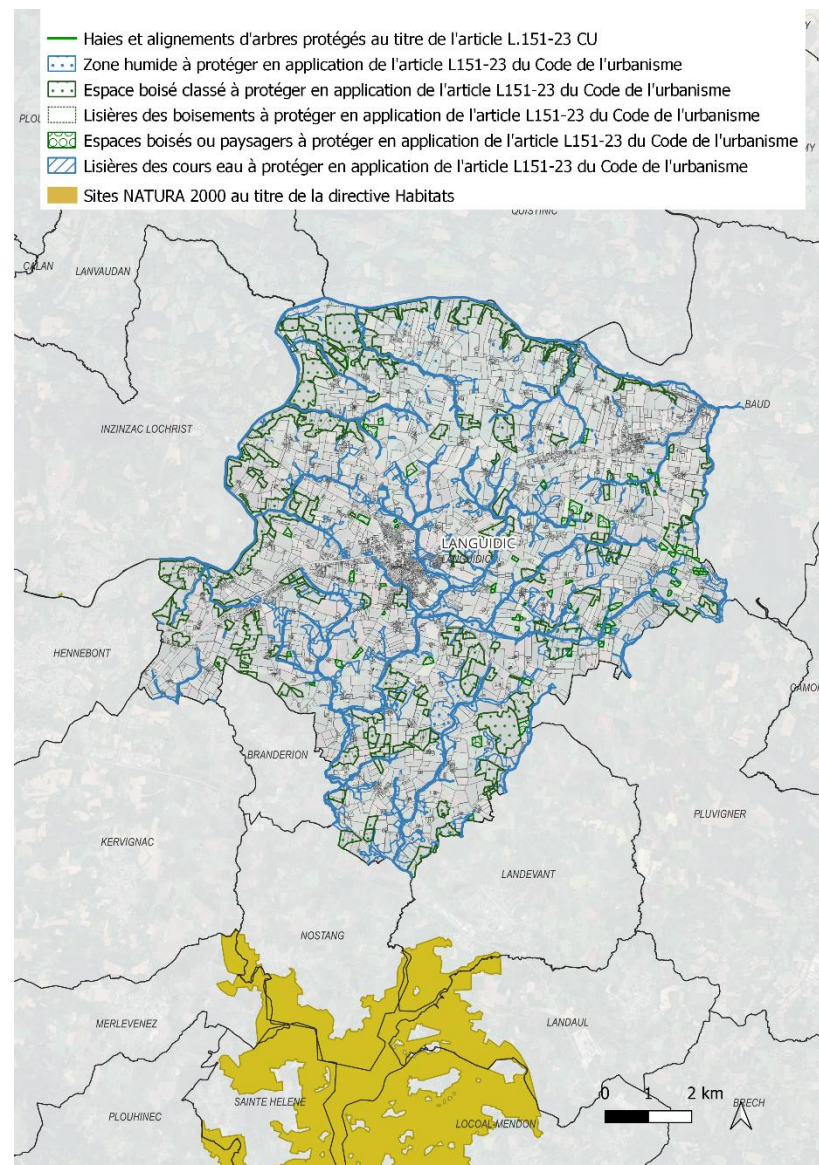 Haies et alignements d'arbres protégés au titre de l'article L.151-23 CU
Zone humide à protéger en application de l'article L151-23 du Code de l'urbanisme
Espace boisé classé à protéger en application de l'article L151-23 du Code de l'urbanisme
Lisières des boisements à protéger en application de l'article L151-23 du Code de l'urbanisme
Espaces boisés ou paysagers à protéger en application de l'article L151-23 du Code de l'urbanisme
Lisières des cours eau à protéger en application de l'article L151-23 du Code de l'urbanisme
Sites NATURA 2000 au titre de la directive Habitats
QUISTINIC
CALAN
LANVAUDAN
BAUD
INZINZAC LOCHRIST
LANGUIDIC
LANGUIDIC
HENNEBONT
BRANDERION
PLUVIGNER
KERVIGNAC
LANDEVANT
NOSTANG
MERLEVENEZ
LANDAUL
0 1 2 km
SAINTE HELENE
BRECH
PLOUHINEC
LOCOAL-MENDON